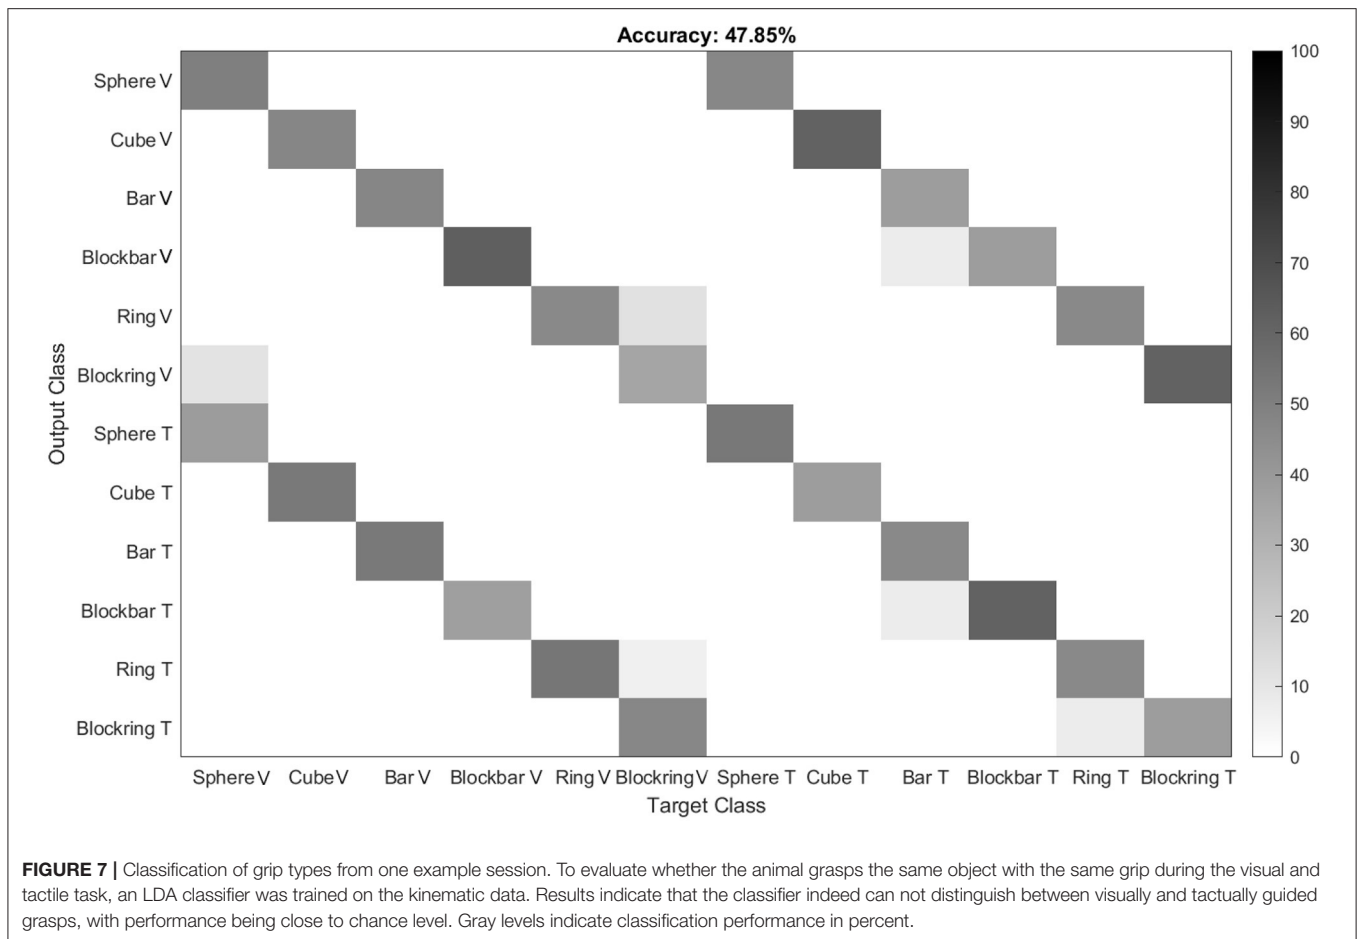 Accuracy: 47.85%
Sphere V
Cube V
Bar V
Blockbar V
Ring V
Blockring V
Sphere T
Cube T
Bar T
Blockbar T
Ring T
Blockring T
Output Class
100
90
80
70
60
50
40
30
20
10
0
Sphere V Cube V Bar V Blockbar V Ring V Blockring V Sphere T Cube T Bar T Blockbar T Ring T Blockring T
Target Class
FIGURE 7 | Classification of grip types from one example session. To evaluate whether the animal grasps the same object with the same grip during the visual and
tactile task, an LDA classifier was trained on the kinematic data. Results indicate that the classifier indeed can not distinguish between visually and tactually guided
grasps, with performance being close to chance level. Gray levels indicate classification performance in percent.